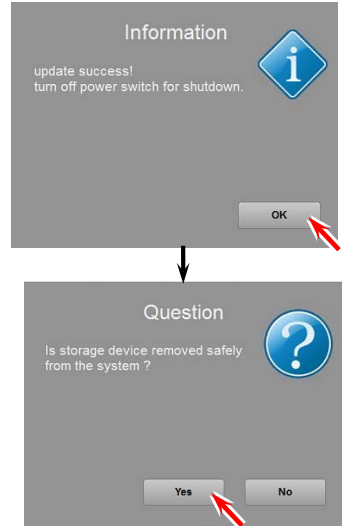 Information
update success!
turn off power switch for shutdown.
OK
Question
Is storage device removed safely
from the system ?
Yes
No